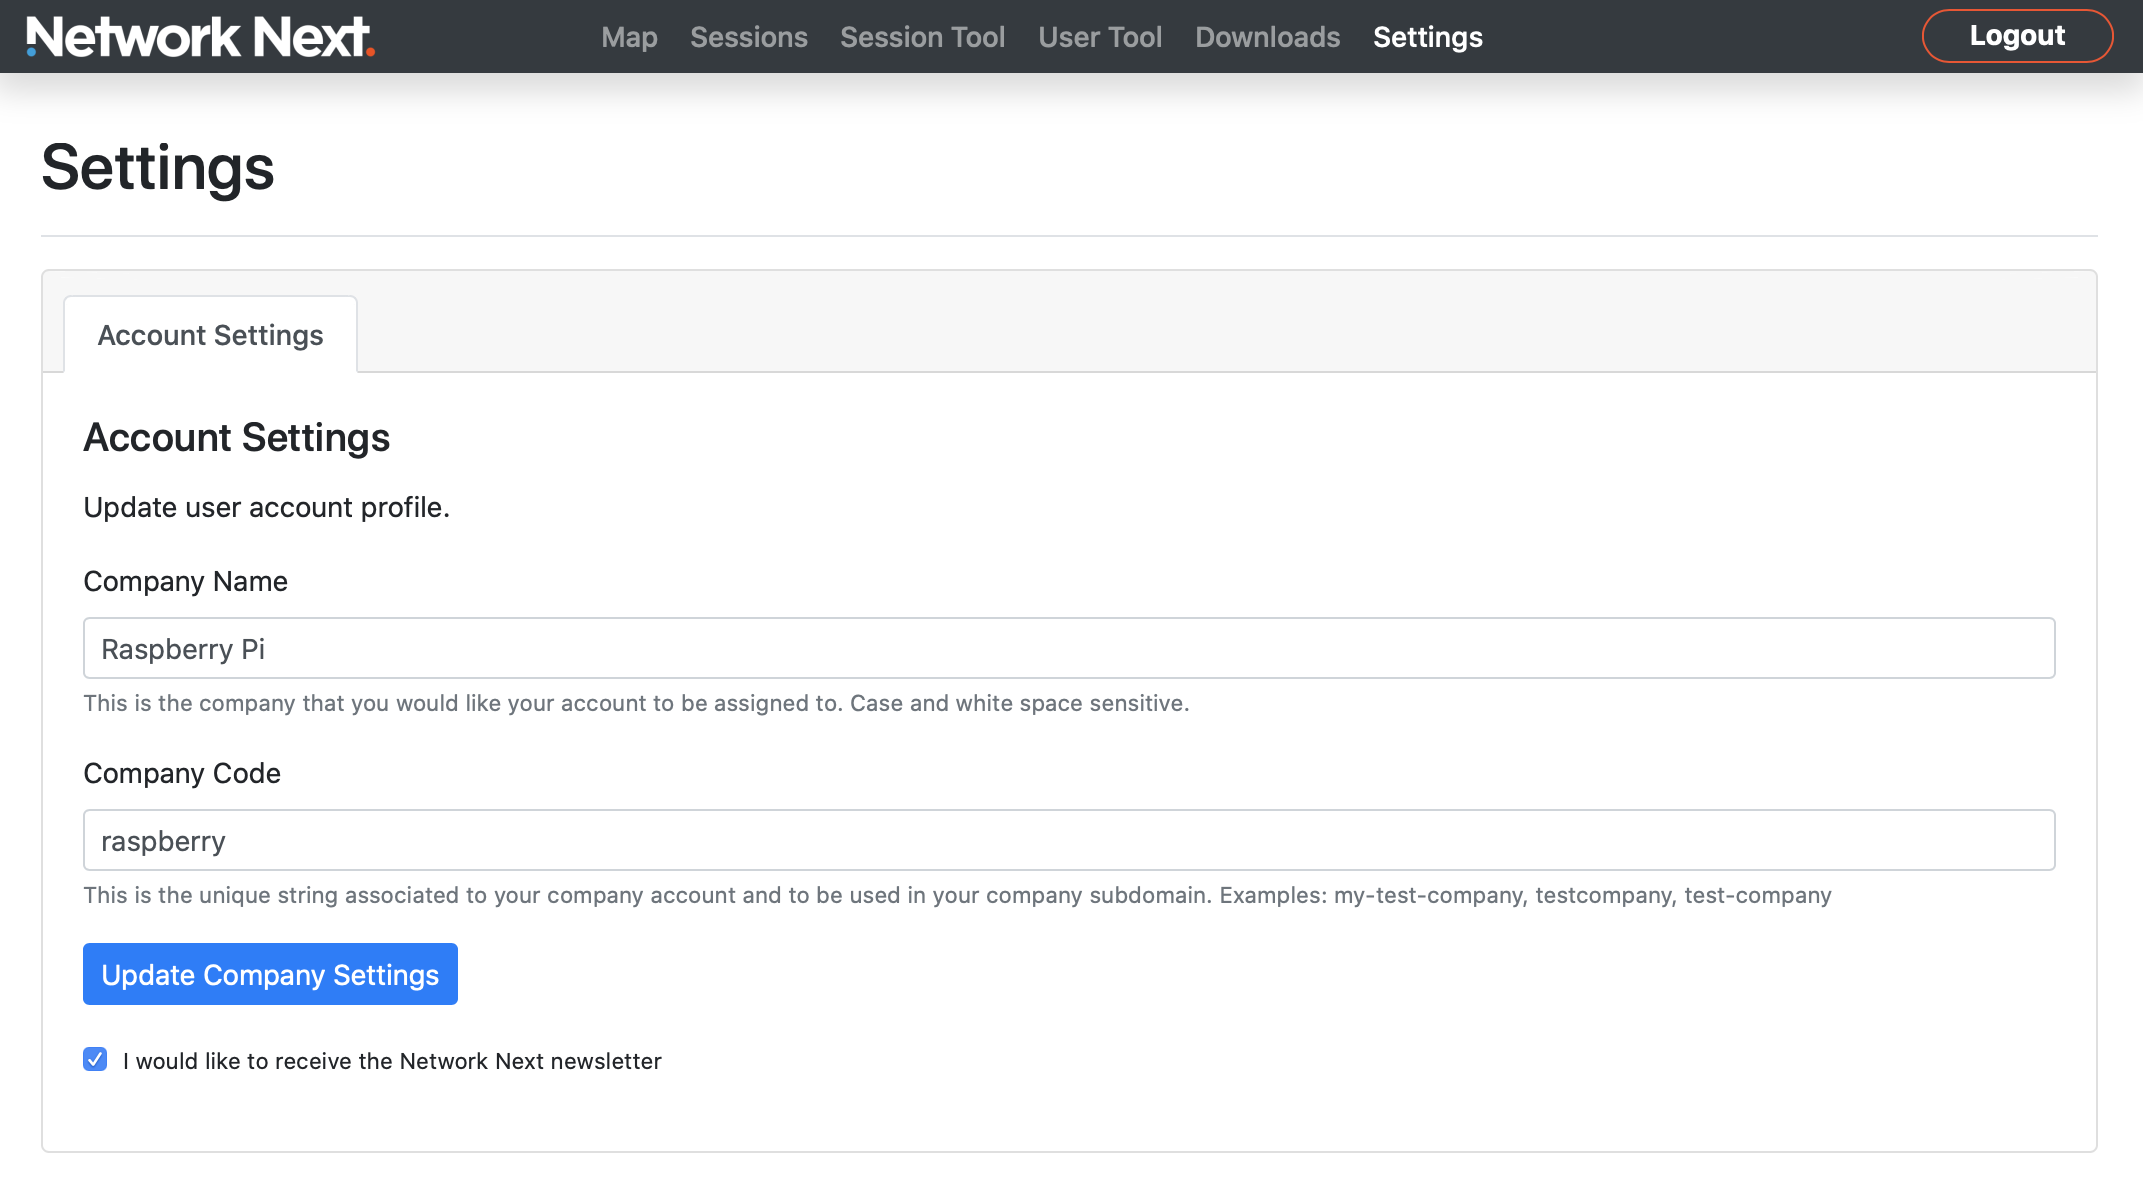 Network Next.
Map Sessions Session Tool User Tool Downloads Settings
Logout
Settings
Account Settings
Account Settings
Update user account profile.
Company Name
Raspberry Pi
This is the company that you would like your account to be assigned to. Case and white space sensitive.
Company Code
raspberry
This is the unique string associated to your company account and to be used in your company subdomain. Examples: my-test-company, testcompany, test-company
Update Company Settings
I would like to receive the Network Next newsletter